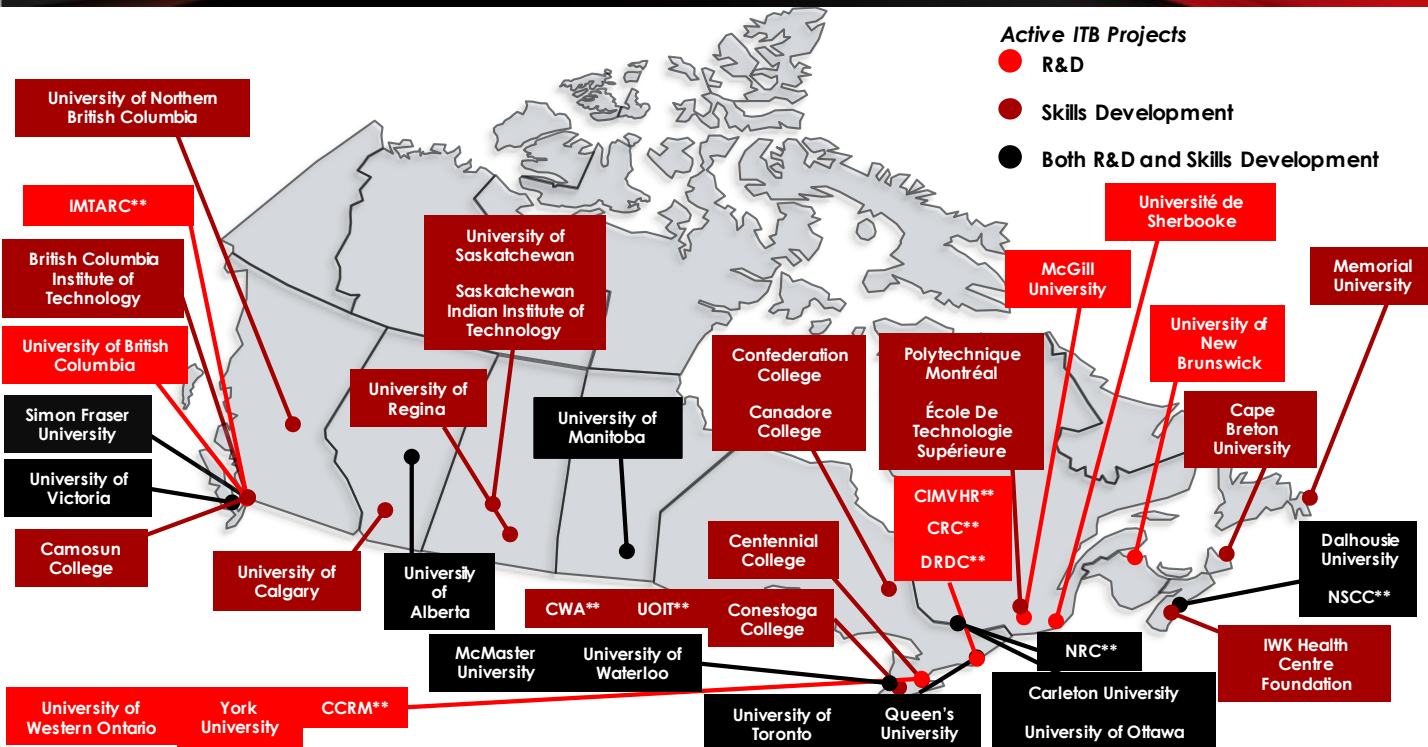 Active ITB Projects
R&D
Skills Development
Both R&D and Skills Development
University of Northern
British Columbia
IMTARC**
British Columbia
Institute of
Technology
University of British
Columbia
Simon Fraser
University
University of
Victoria
Camosun
College
University of
Calgary
University of
Regina
University
of
Alberta
University of
Saskatchewan
Saskatchewan
Indian Institute of
Technology
University of
Manitoba
Confederation
College
Canadore
College
Centennial
College
CWA**
UOIT**
Conestoga
College
McMaster
University
University of
Waterloo
University of
Western Ontario
York
University
CCRM**
University of
Toronto
Queen's
University
Polytechnique
Montréal
École De
Technologie
Supérieure
CIMVHR**
CRC**
DRDC**
NRC**
Carleton University
University of Ottawa
McGill
University
Université de
Sherbooke
University of
New
Brunswick
Memorial
University
Cape
Breton
University
Dalhousie
University
NSCC**
IWK Health
Centre
Foundation